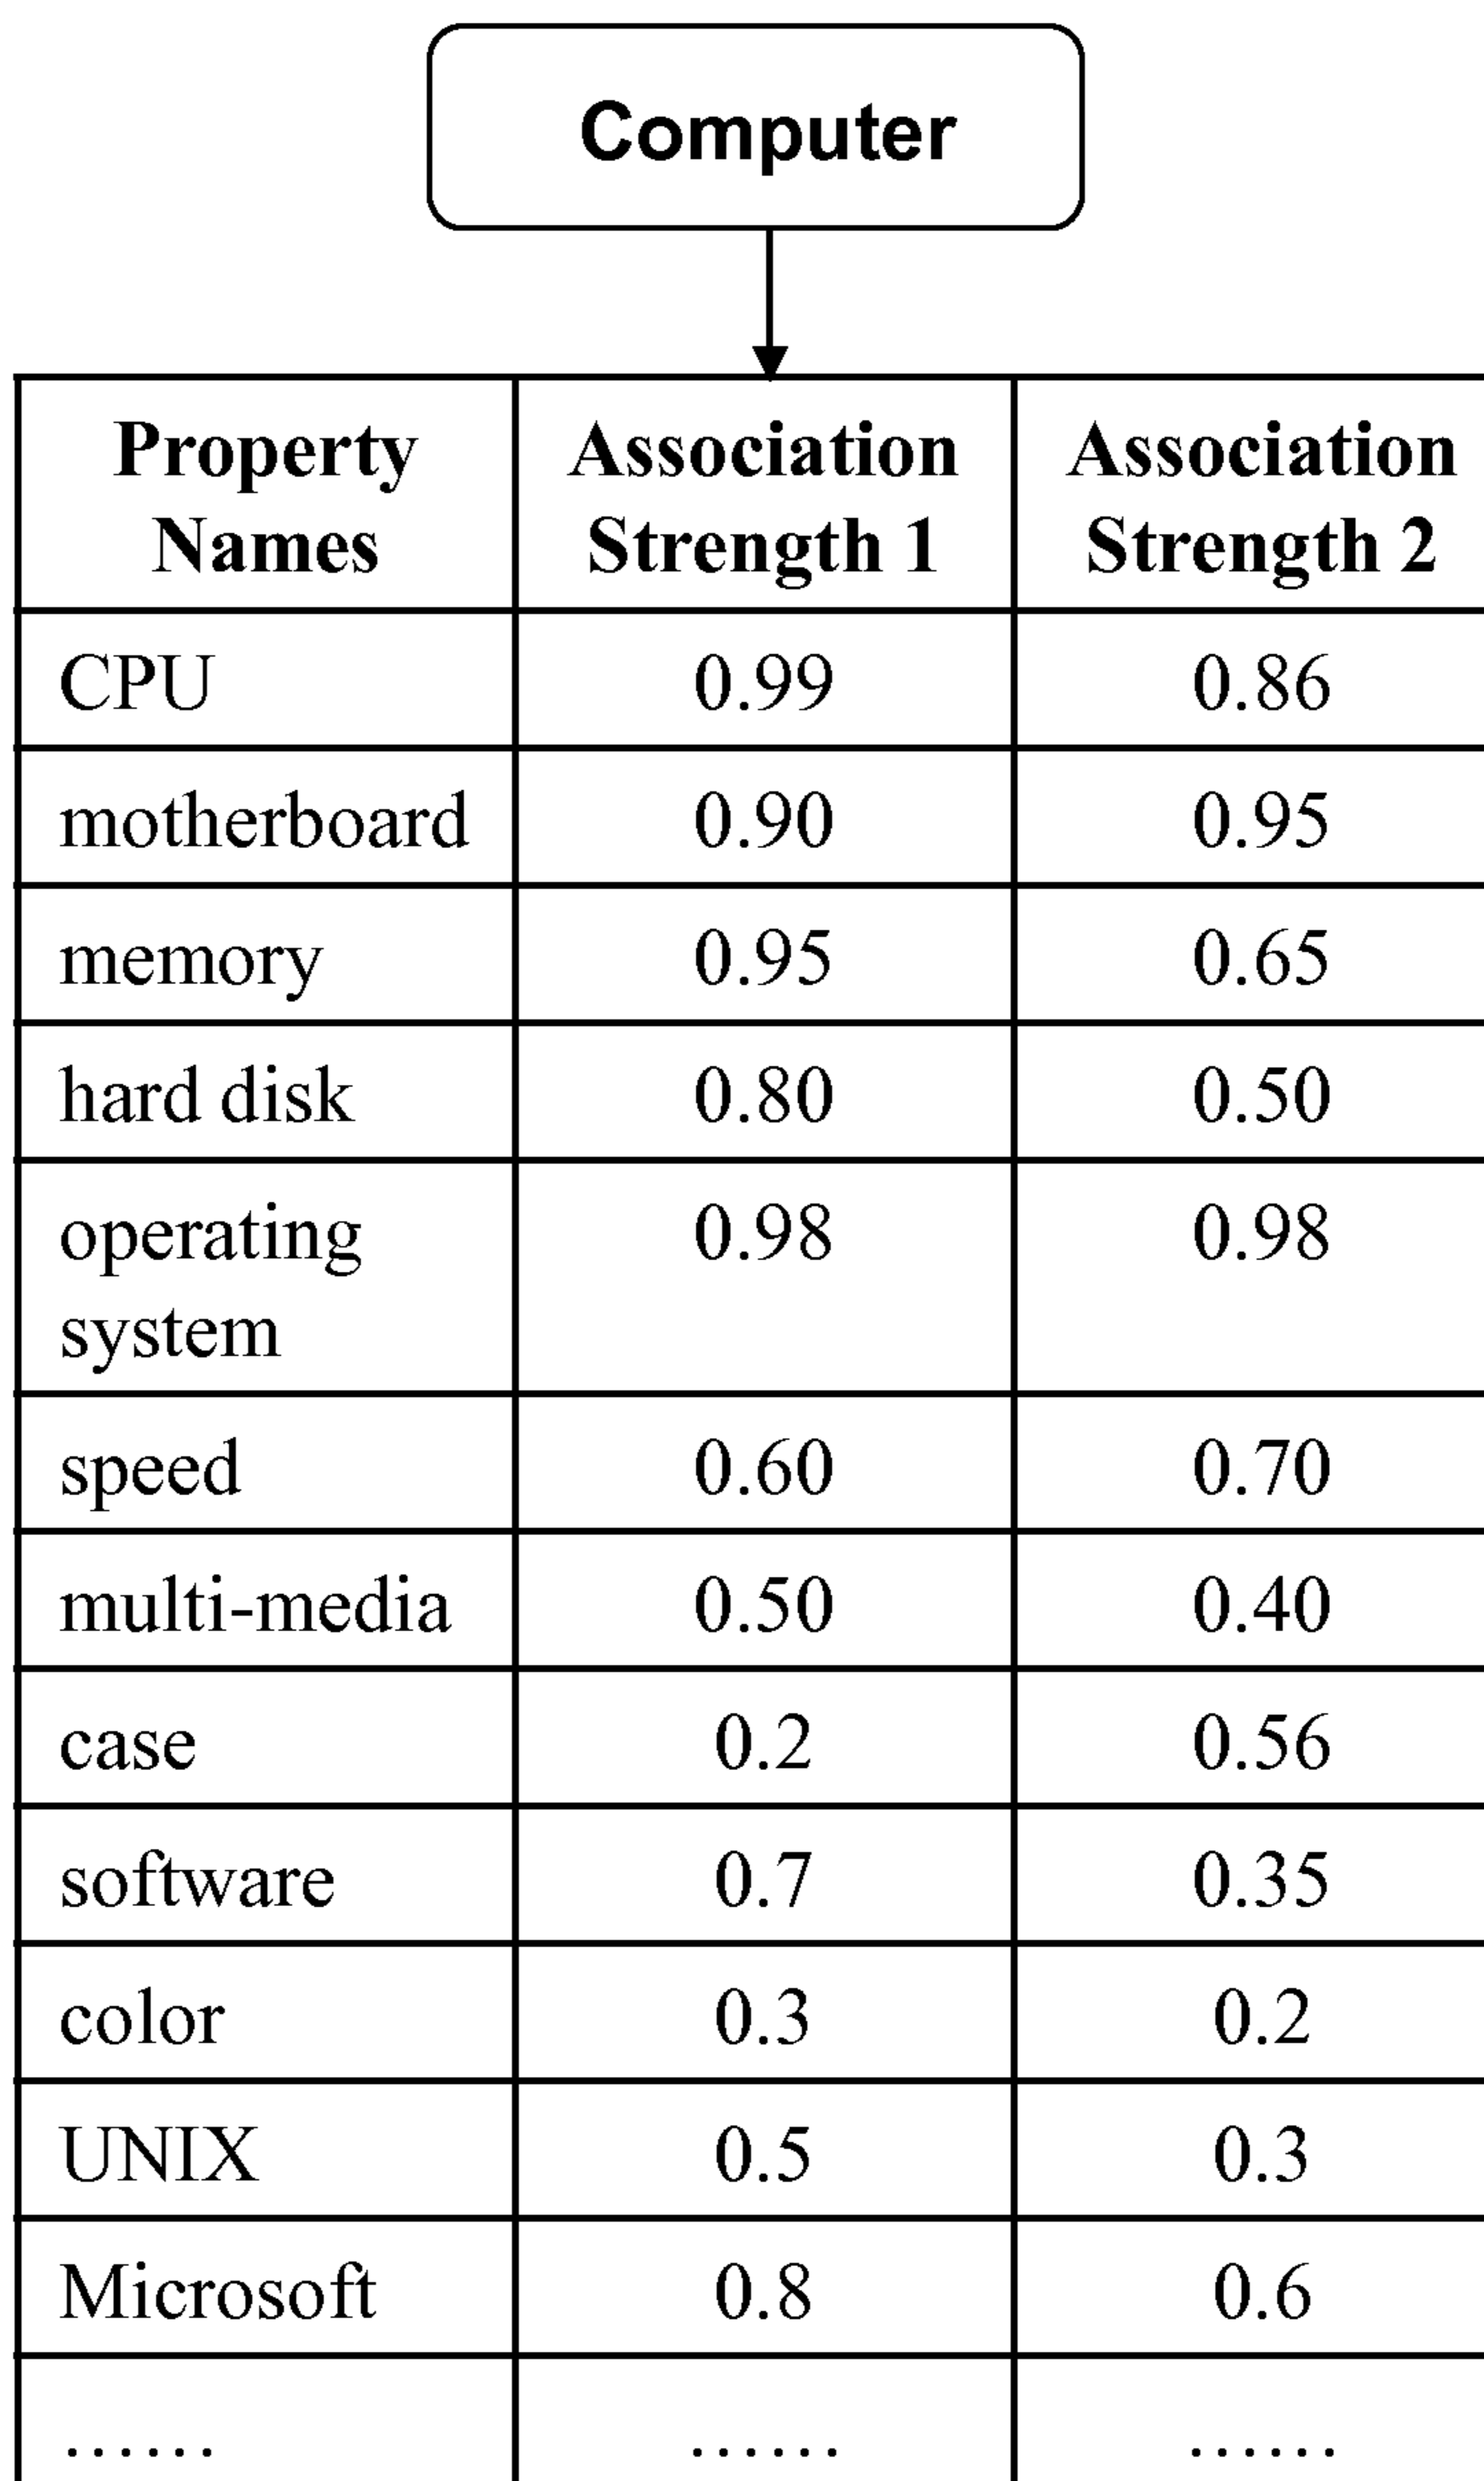 Computer
Property Names Association Strength 1 Association Strength 2
CPU 0.99 0.86
motherboard 0.90 0.95
memory 0.95 0.65
hard disk 0.80 0.50
operating system 0.98 0.98
speed 0.60 0.70
multi-media 0.50 0.40
case 0.2 0.56
software 0.7 0.35
color 0.3 0.2
UNIX 0.5 0.3
Microsoft 0.8 0.6
...... ...... ......